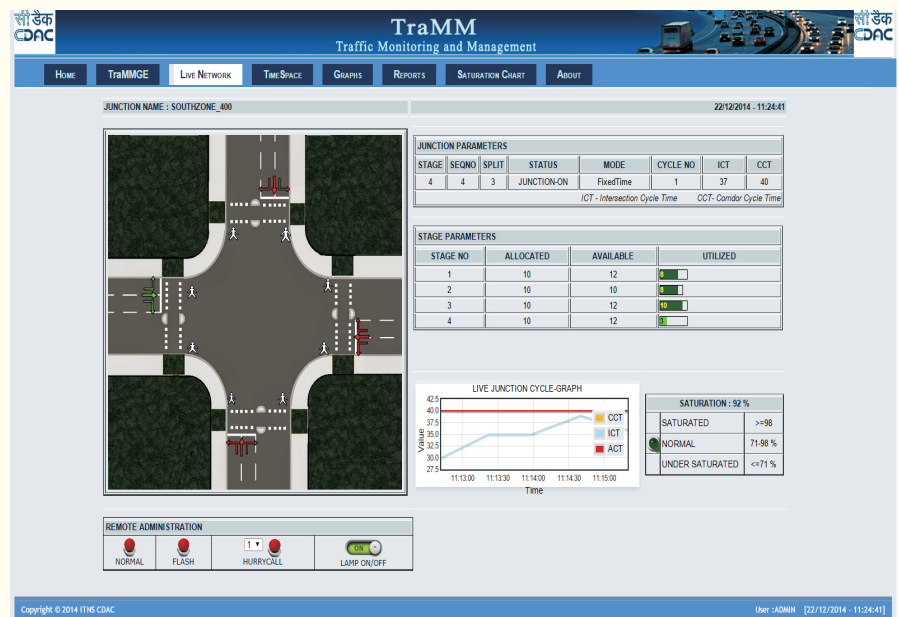 सी डैक
CDAC
TraMM
Traffic Monitoring and Management
सी डैक
CDAC
HOME TRAMMGE LIVE NETWORK TIMESPACE GRAPHS REPORTS SATURATION CHART ABOUT
JUNCTION NAME : SOUTHZONE_400
22/12/2014 - 11:24:41
JUNCTION PARAMETERS
STAGE SEQNO SPLIT STATUS MODE CYCLE NO ICT CCT
4 4 3 JUNCTION-ON FixedTime 1 37 40
ICT - Intersection Cycle Time CCT- Corridor Cycle Time
STAGE PARAMETERS
STAGE NO ALLOCATED AVAILABLE UTILIZED
1 10 12 8
2 10 10 8
3 10 12 10
4 10 12 3
LIVE JUNCTION CYCLE-GRAPH
42.5
40.0
37.5
35.0
32.5
30.0
27.5
Value
CCT
ICT
ACT
11:13:00 11:13:30 11:14:00 11:14:30 11:15:00
Time
SATURATION : 92 %
SATURATED >=98
NORMAL 71-98 %
UNDER SATURATED <=71 %
REMOTE ADMINISTRATION
1 ON
NORMAL FLASH HURRYCALL LAMP ON/OFF
Copyright © 2014 ITNS CDAC
User :ADMIN [22/12/2014 - 11:24:41]